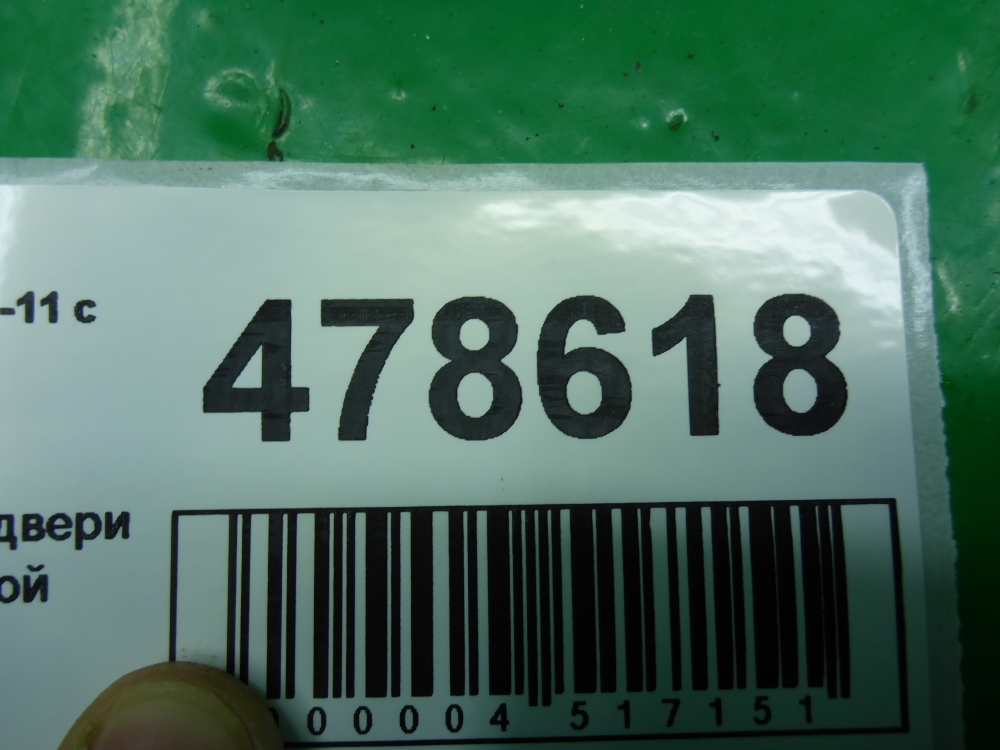 -11 с
478618
двери
ой
00004 517151